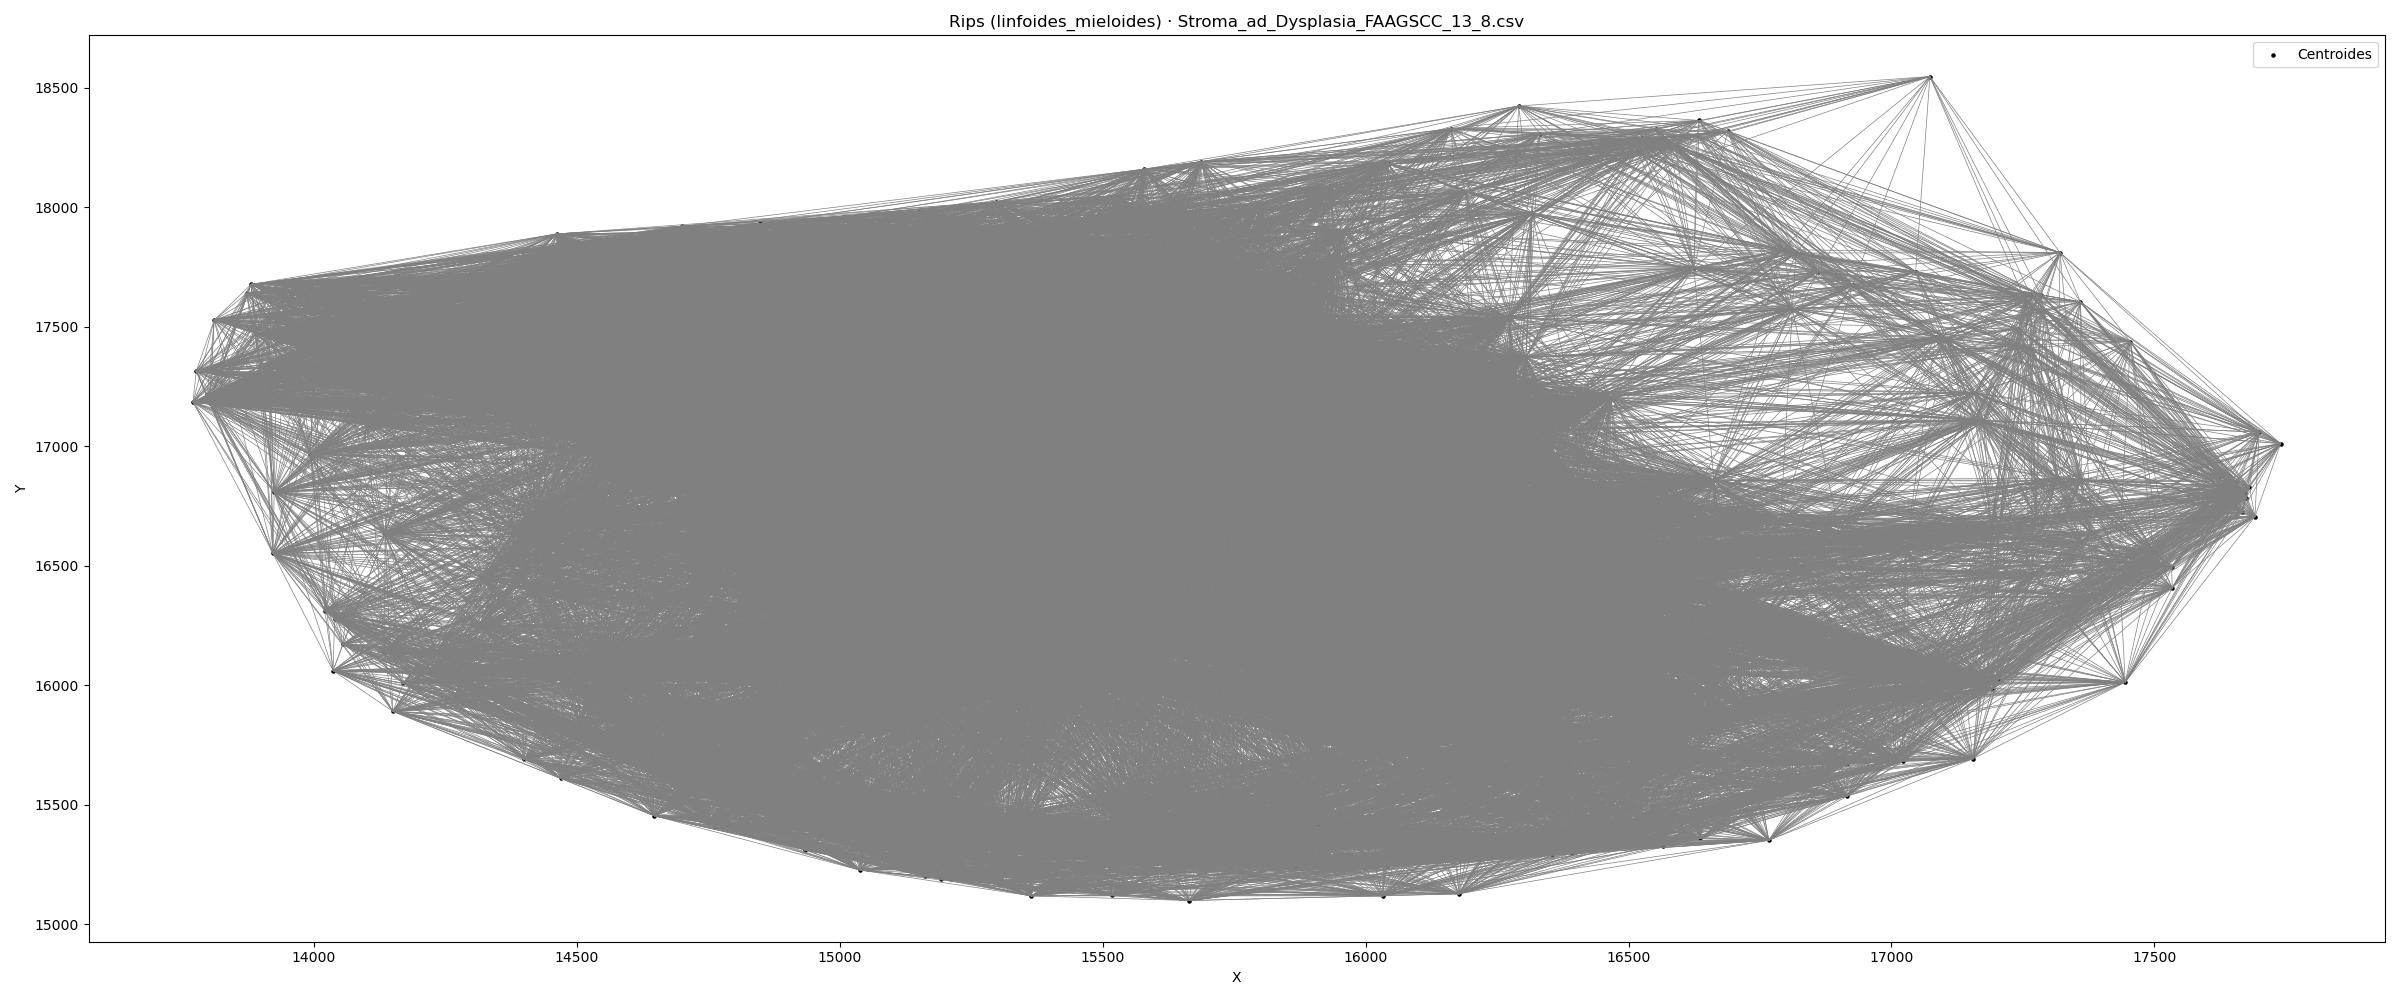 Rips (linfoides_mieloides) · Stroma_ad_Dysplasia_FAAGSCC_13_8.csv
Centroides
18500
18000
17500
17000
16500
16000
15500
15000
Y
14000 14500 15000 15500 16000 16500 17000 17500
X